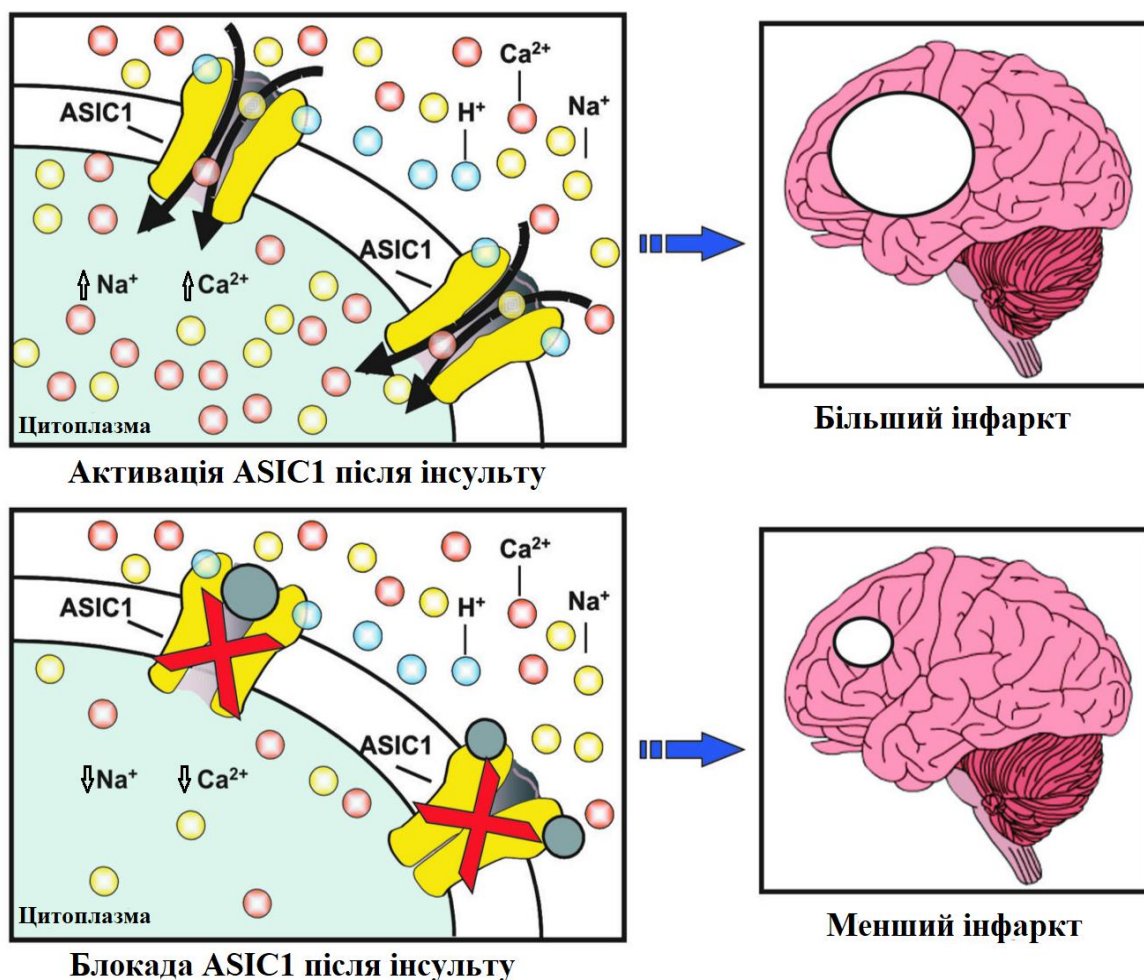 Ca²⁺
Na⁺
H⁺
ASIC1
ASIC1
Na⁺
Ca²⁺
Цитоплазма
Активація ASIC1 після інсульту
Більший інфаркт
Ca²⁺
Na⁺
H⁺
ASIC1
ASIC1
Na⁺
Ca²⁺
Цитоплазма
Блокада ASIC1 після інсульту
Менший інфаркт